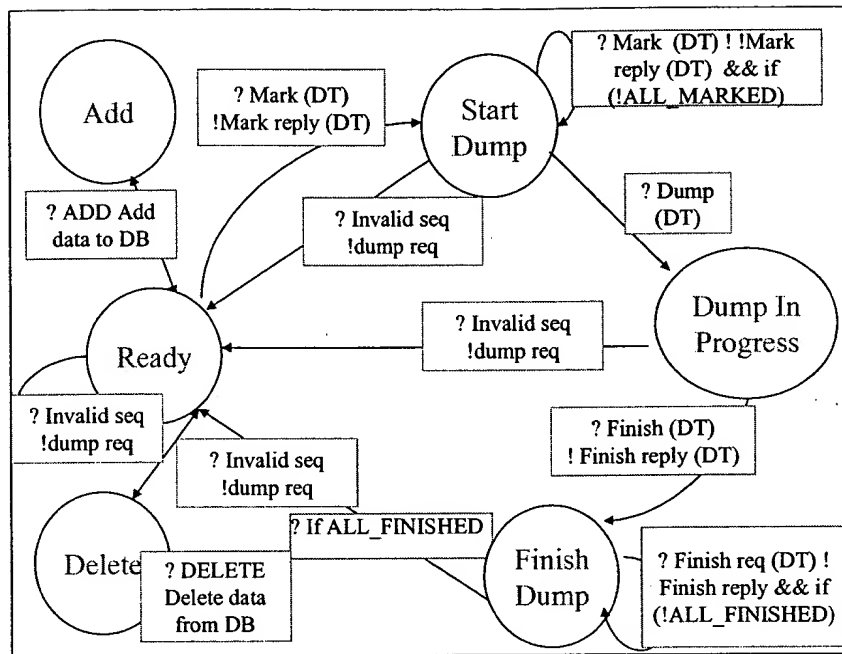 Add
? Mark (DT)
!Mark reply (DT)
Start
Dump
? Mark (DT) ! !Mark
reply (DT) && if
(!ALL_MARKED)
? ADD Add
data to DB
? Invalid seq
!dump req
? Dump
(DT)
Ready
? Invalid seq
!dump req
Dump In
Progress
? Invalid seq
!dump req
? Invalid seq
!dump req
? Finish (DT)
! Finish reply (DT)
Delete
? DELETE
Delete data
from DB
? If ALL_FINISHED
Finish
Dump
? Finish req (DT) !
Finish reply && if
(!ALL_FINISHED)